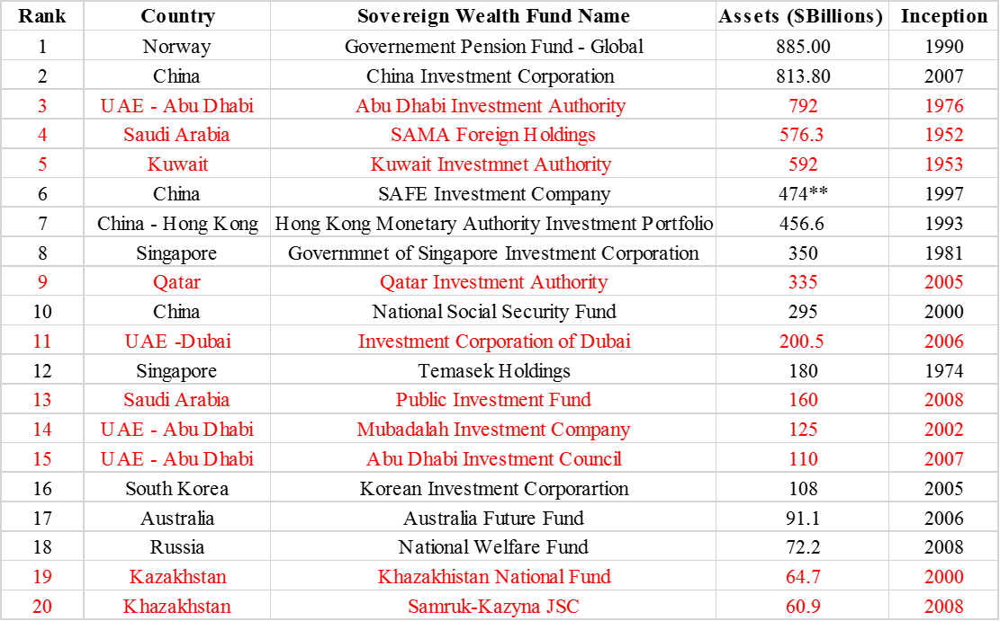 Rank Country Sovereign Wealth Fund Name Assets ($Billions) Inception
1 Norway Governement Pension Fund - Global 885.00 1990
2 China China Investment Corporation 813.80 2007
3 UAE - Abu Dhabi Abu Dhabi Investment Authority 792 1976
4 Saudi Arabia SAMA Foreign Holdings 576.3 1952
5 Kuwait Kuwait Investmnet Authority 592 1953
6 China SAFE Investment Company 474** 1997
7 China - Hong Kong Hong Kong Monetary Authority Investment Portfolio 456.6 1993
8 Singapore Governmnet of Singapore Investment Corporation 350 1981
9 Qatar Qatar Investment Authority 335 2005
10 China National Social Security Fund 295 2000
11 UAE -Dubai Investment Corporation of Dubai 200.5 2006
12 Singapore Temasek Holdings 180 1974
13 Saudi Arabia Public Investment Fund 160 2008
14 UAE - Abu Dhabi Mubadalah Investment Company 125 2002
15 UAE - Abu Dhabi Abu Dhabi Investment Council 110 2007
16 South Korea Korean Investment Corporartion 108 2005
17 Australia Australia Future Fund 91.1 2006
18 Russia National Welfare Fund 72.2 2008
19 Kazakhstan Khazakhistan National Fund 64.7 2000
20 Khazakhstan Samruk-Kazyna JSC 60.9 2008